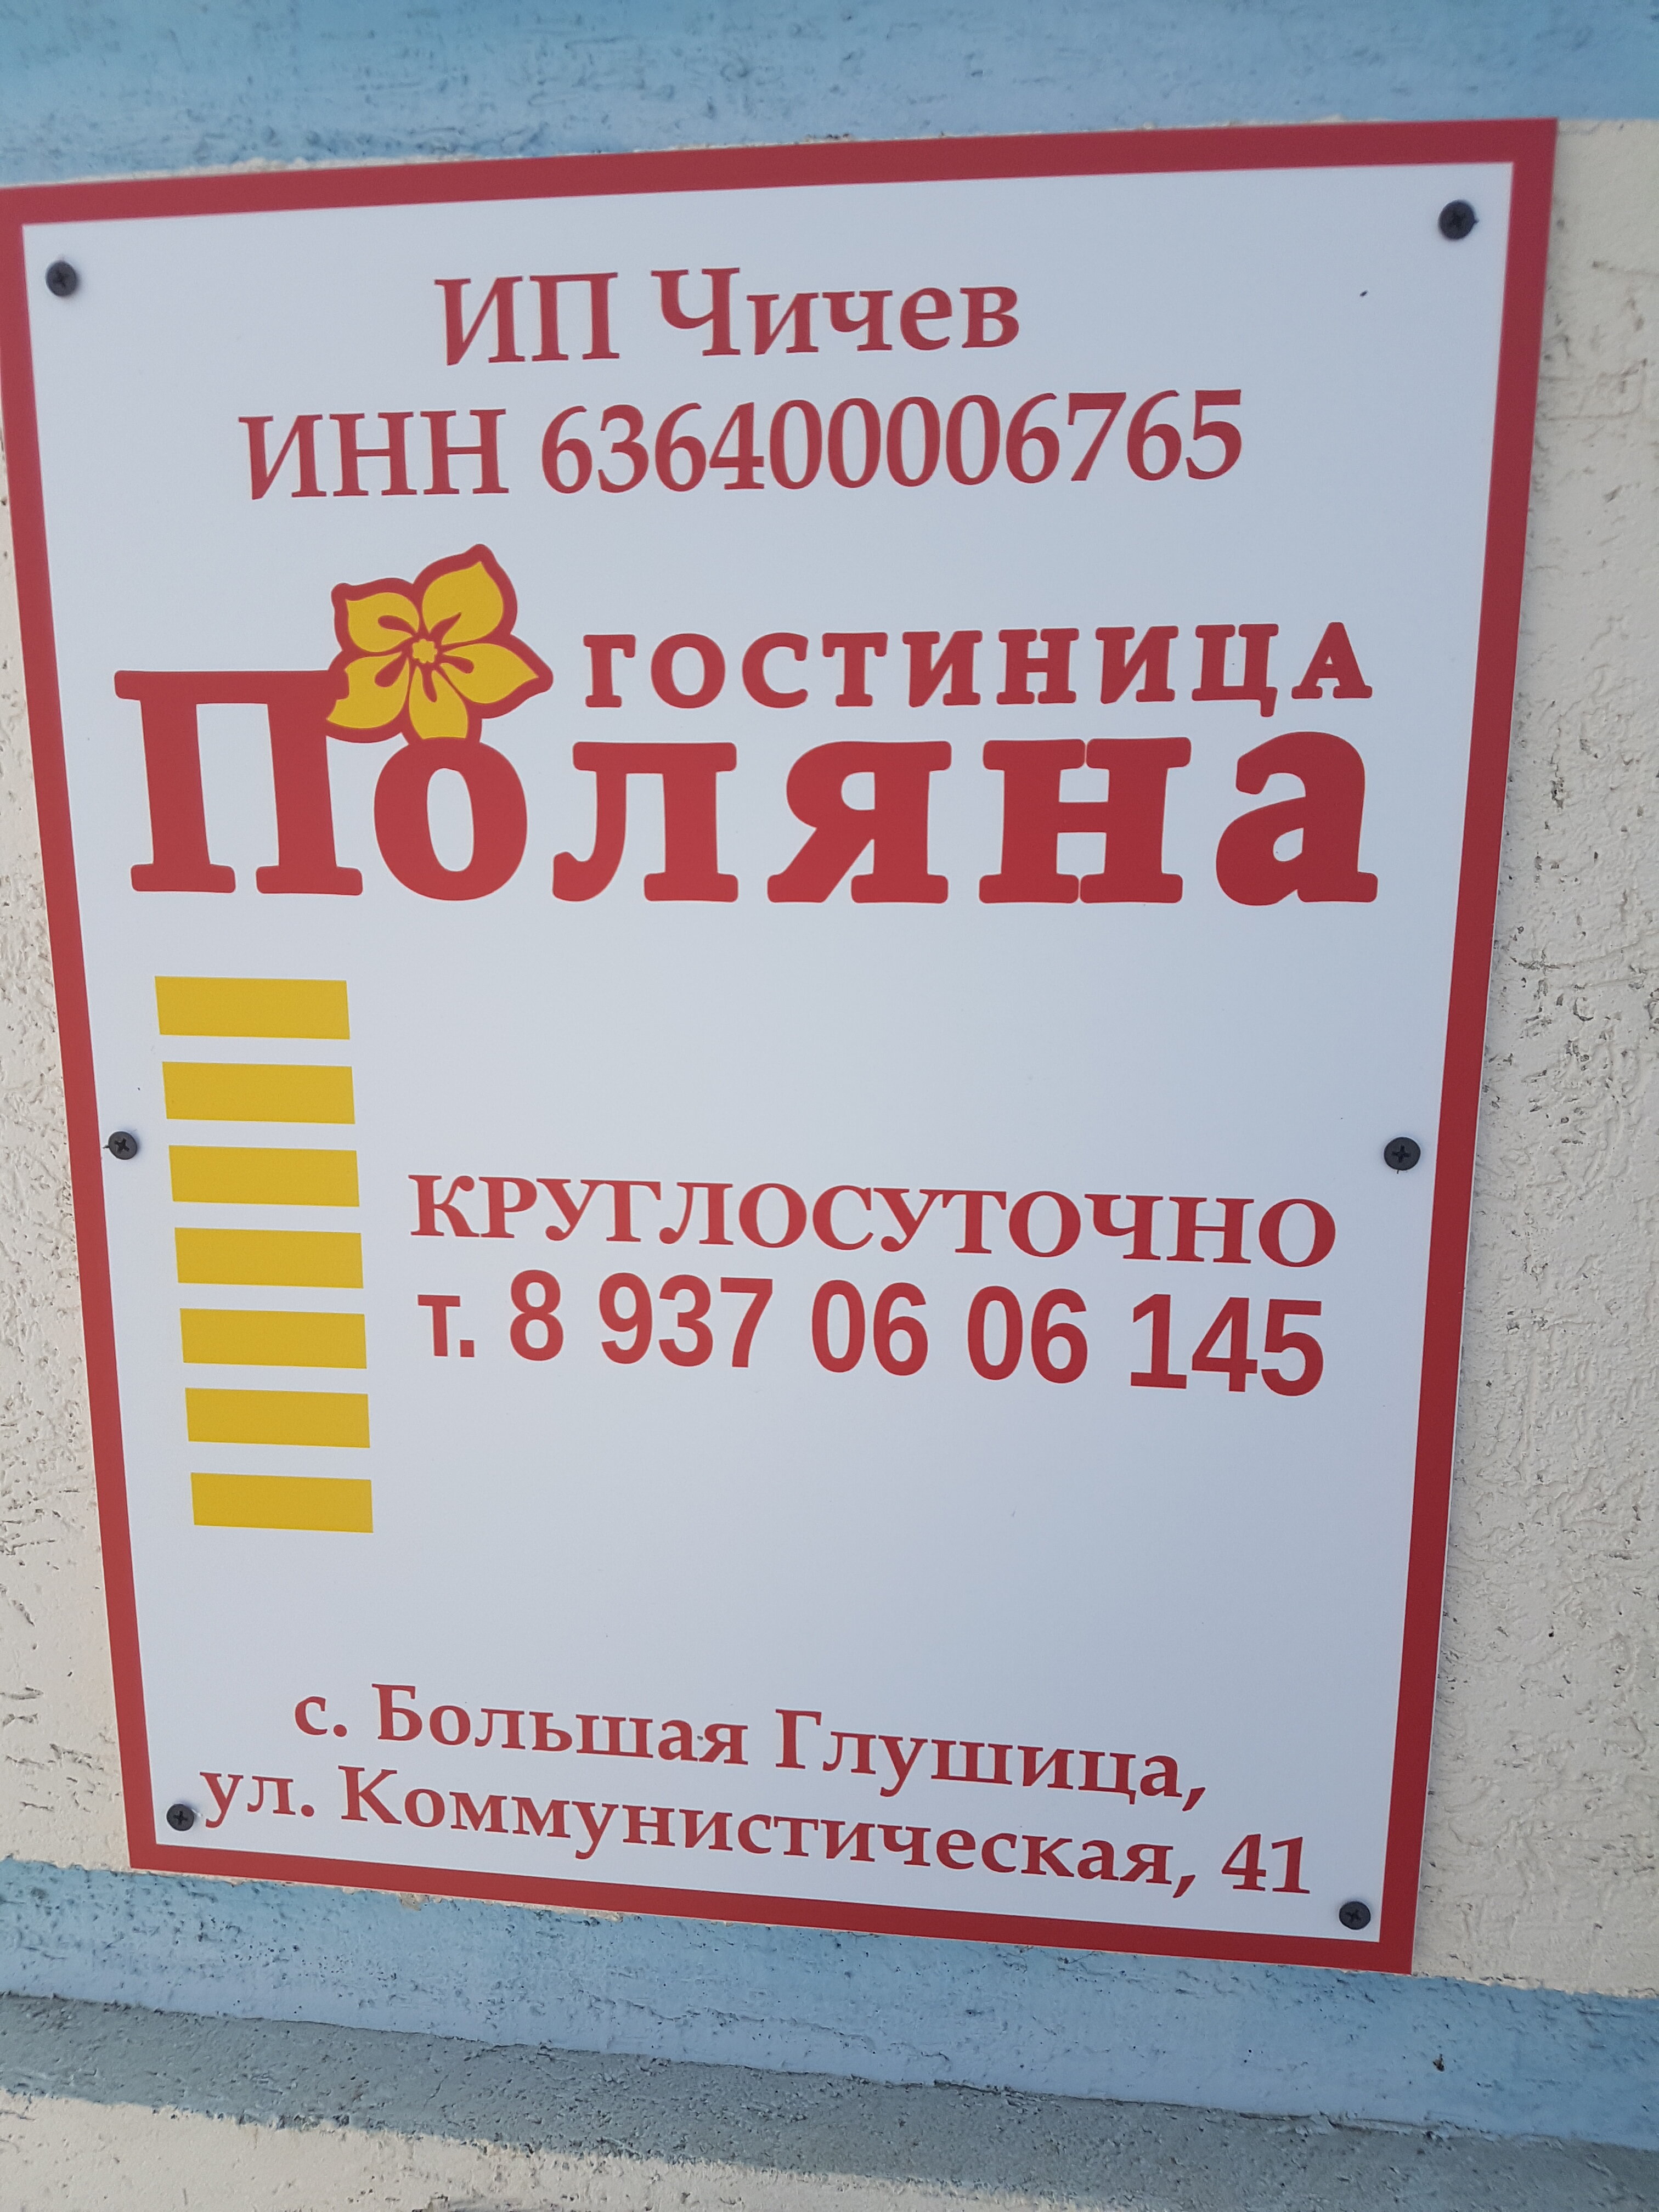 ИП Чичев
ИНН 636400006765
гостиница
Поляна
КРУГЛОСУТОЧНО
т. 8 937 06 06 145
с. Большая Глушица,
ул. Коммунистическая, 41